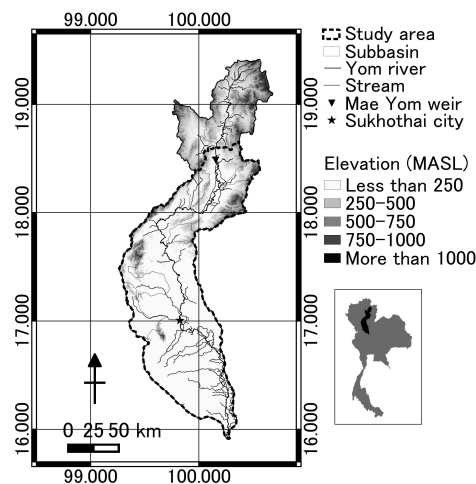 99.000 100.000
19.000
18.000
17.000
16.000
19.000
18.000
17.000
16.000
0 25 50 km
99.000 100.000
Study area
Subbasin
Yom river
Stream
Mae Yom weir
Sukhothai city
Elevation (MASL)
Less than 250
250-500
500-750
750-1000
More than 1000